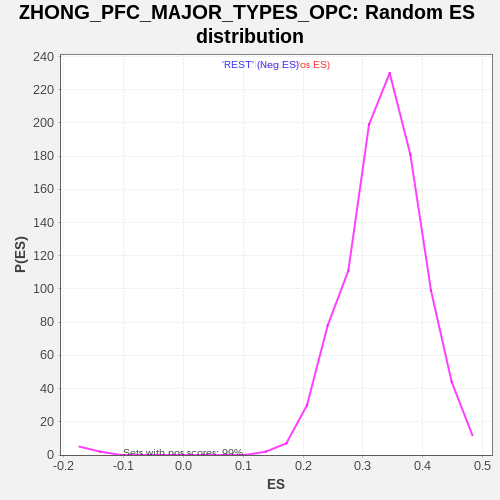 ZHONG_PFC_MAJOR_TYPES_OPC: Random ES
distribution
'REST' (Neg ES) os ES)
240
220
200
180
160
140
120
100
80
60
40
20
0
P(ES)
Sets with pos scores: 99%
-0.2 -0.1 0.0 0.1 0.2 0.3 0.4 0.5
ES